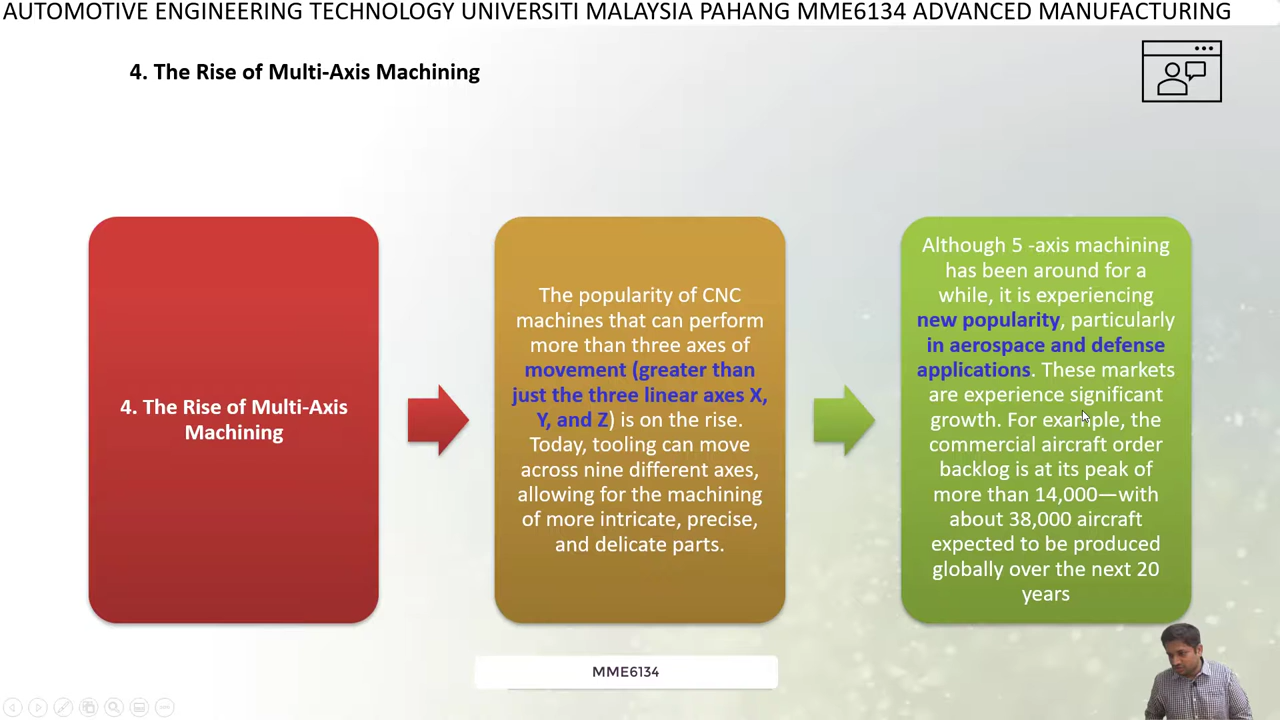 AUTOMOTIVE ENGINEERING TECHNOLOGY UNIVERSITI MALAYSIA PAHANG MME6134 ADVANCED MANUFACTURING
4. The Rise of Multi-Axis Machining
4. The Rise of Multi-Axis
Machining
The popularity of CNC
machines that can perform
more than three axes of
movement (greater than
just the three linear axes X,
Y, and Z) is on the rise.
Today, tooling can move
across nine different axes,
allowing for the machining
of more intricate, precise,
and delicate parts.
Although 5 -axis machining
has been around for a
while, it is experiencing
new popularity, particularly
in aerospace and defense
applications. These markets
are experience significant
growth. For example, the
commercial aircraft order
backlog is at its peak of
more than 14,000—with
about 38,000 aircraft
expected to be produced
globally over the next 20
years
MME6134